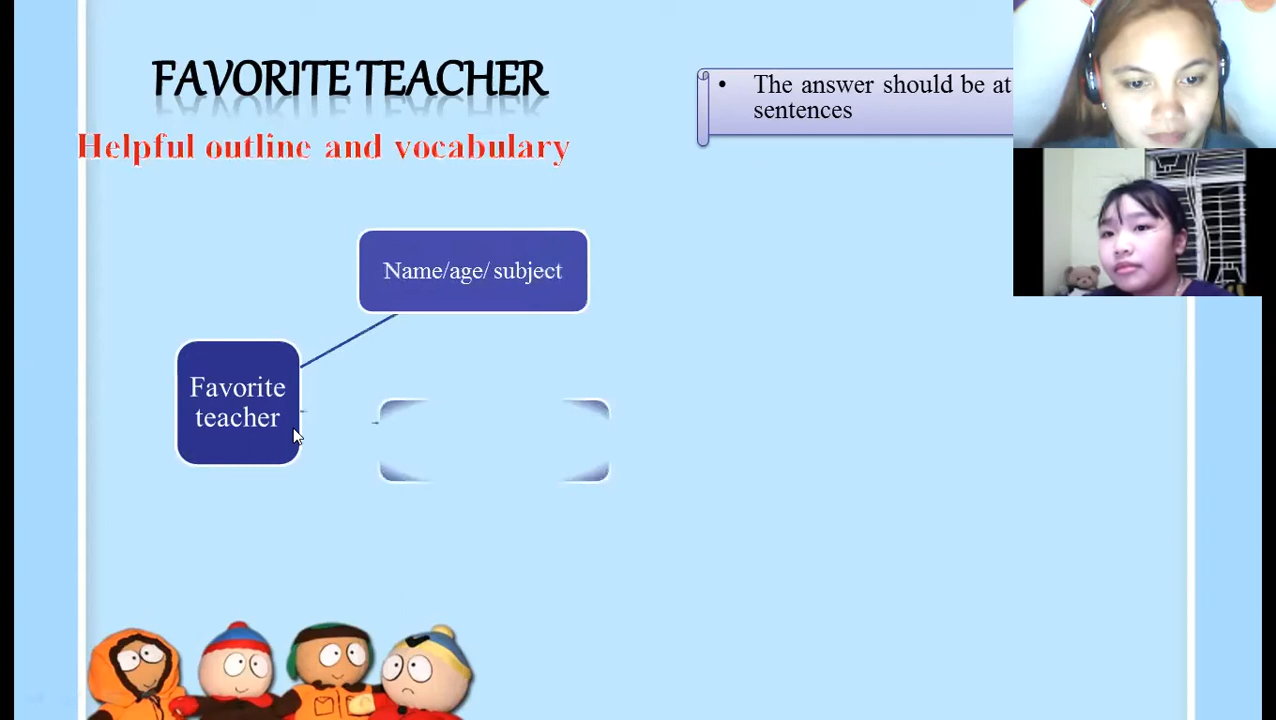 FAVORITE TEACHER
Helpful outline and vocabulary
• The answer should be at
sentences
Name/age/ subject
Favorite
teacher